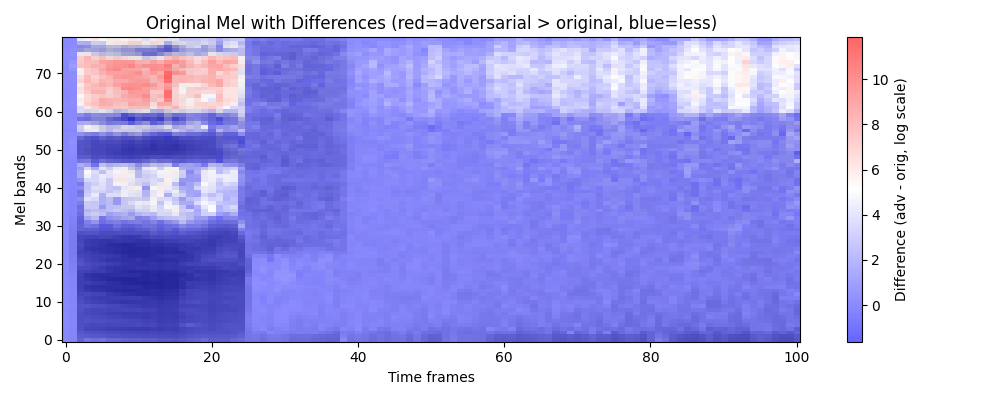 Original Mel with Differences (red=adversarial > original, blue=less)
Mel bands
70
60
50
40
30
20
10
0
0 20 40 60 80 100
Time frames
10
8
6
4
2
0
Difference (adv - orig, log scale)